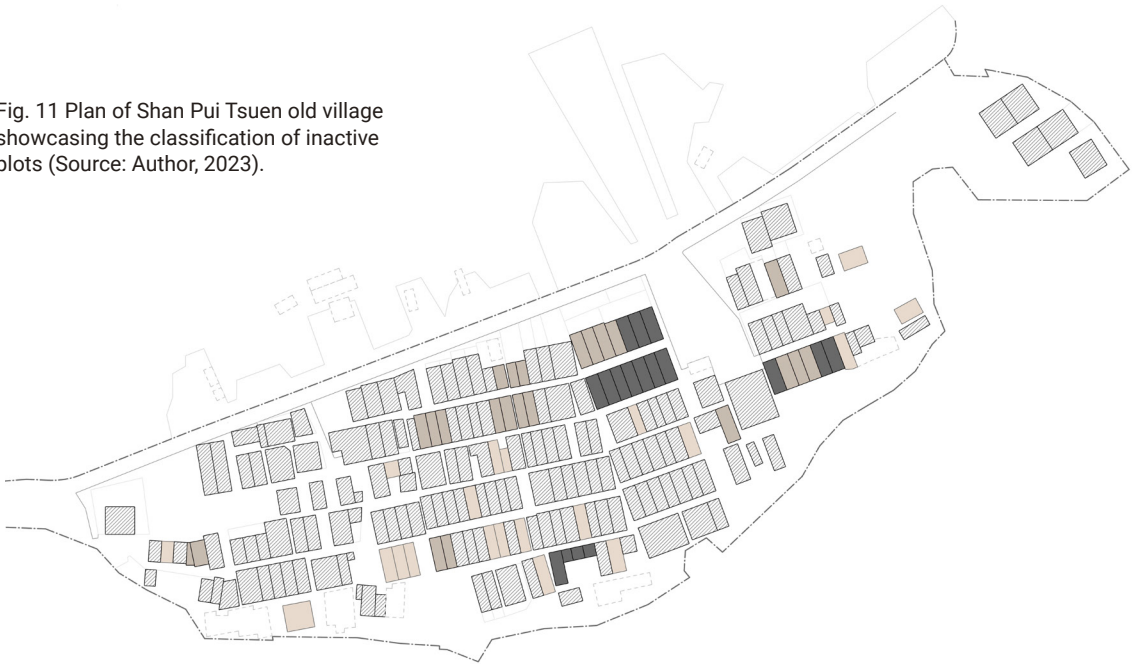 Fig. 11 Plan of Shan Pui Tsuen old village
showcasing the classification of inactive
plots (Source: Author, 2023).